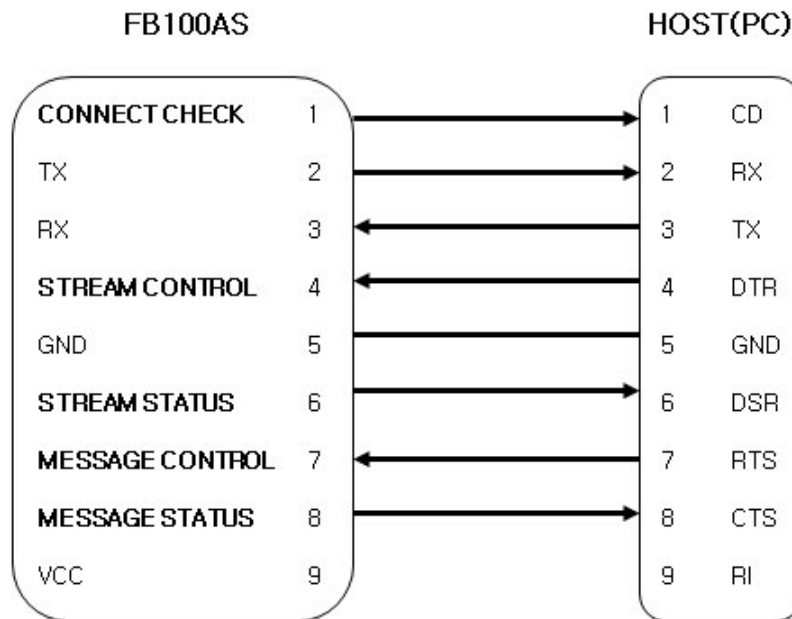 FB100AS HOST(PC)
CONNECT CHECK 1 1 CD
TX 2 2 RX
RX 3 3 TX
STREAM CONTROL 4 4 DTR
GND 5 5 GND
STREAM STATUS 6 6 DSR
MESSAGE CONTROL 7 7 RTS
MESSAGE STATUS 8 8 CTS
VCC 9 9 RI